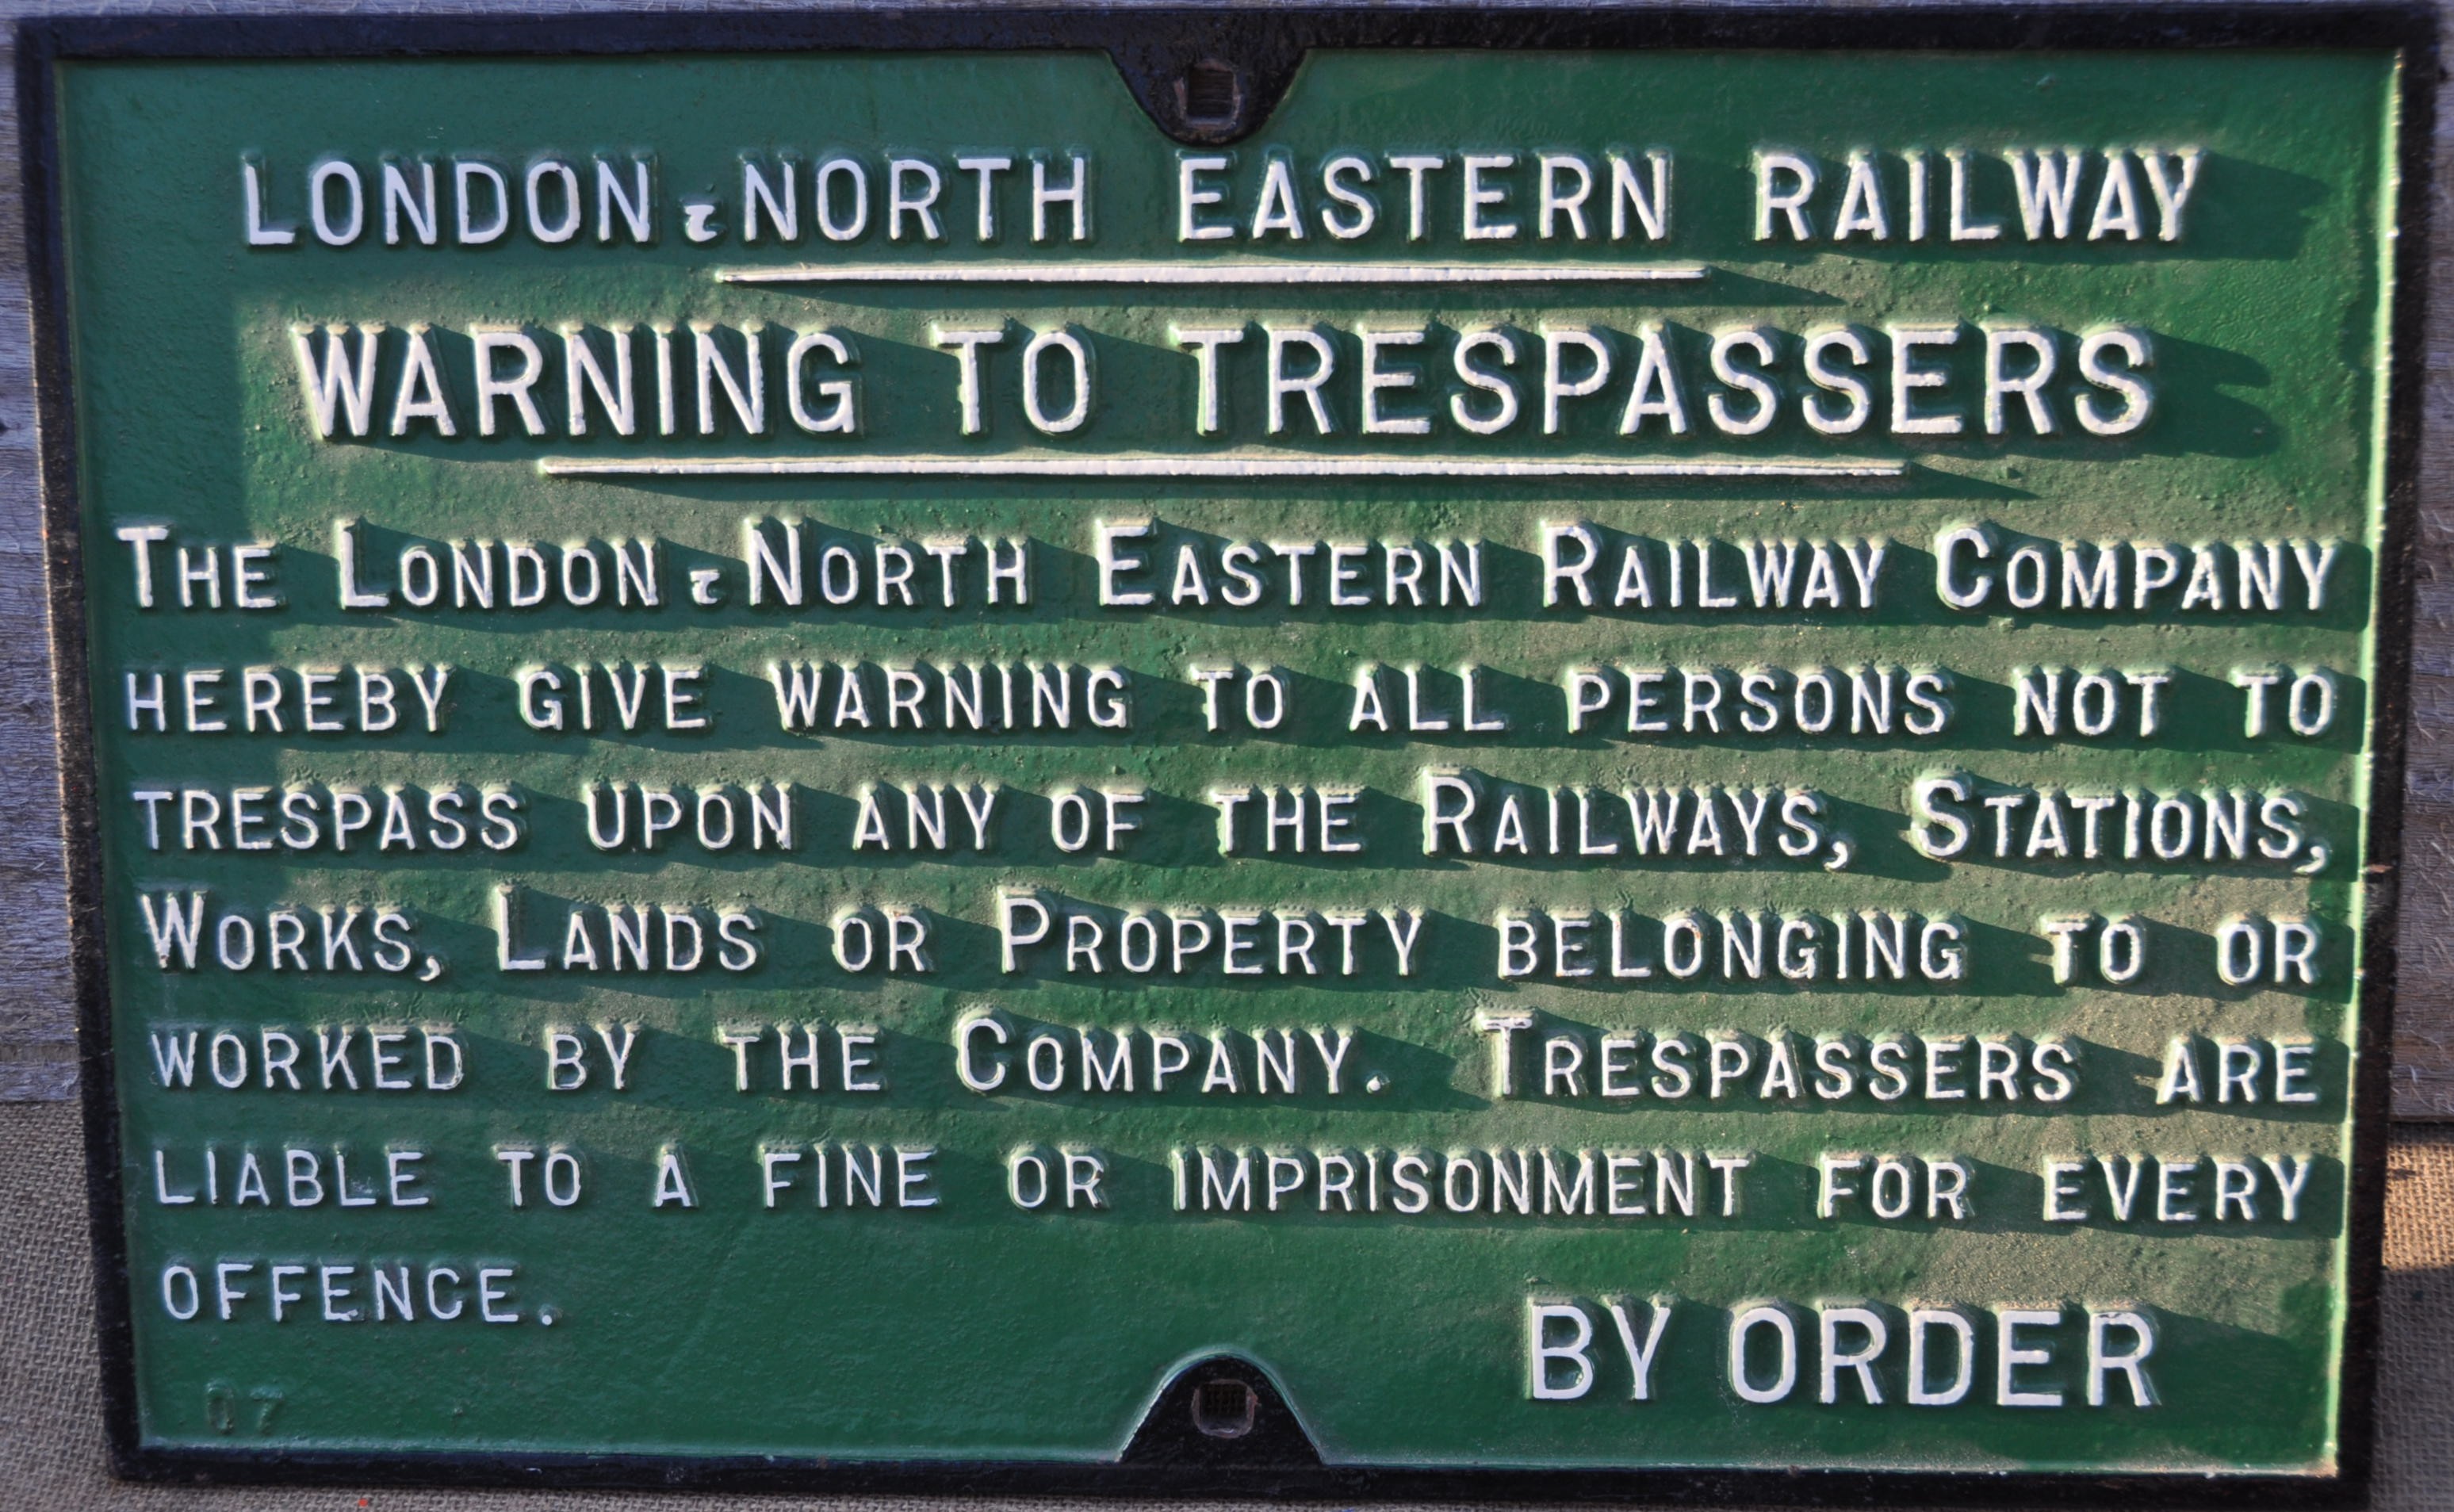 LONDON & NORTH EASTERN RAILWAY
WARNING TO TRESPASSERS
THE LONDON & NORTH EASTERN RAILWAY COMPANY
HEREBY GIVE WARNING TO ALL PERSONS NOT TO
TRESPASS UPON ANY OF THE RAILWAYS, STATIONS,
WORKS, LANDS OR PROPERTY BELONGING TO OR
WORKED BY THE COMPANY. TRESPASSERS ARE
LIABLE TO A FINE OR IMPRISONMENT FOR EVERY
OFFENCE.
BY ORDER